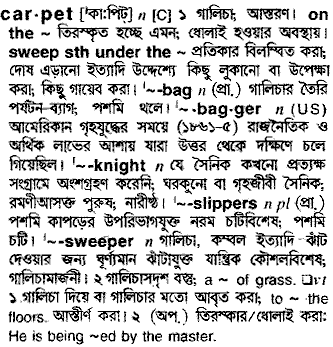 car·pet ['কা:পিট্] n [C] ১ গালিচা, আস্তরণ। on
the ~ তিরস্কৃত হচ্ছে এমন; ধোলাই হওয়ার অবস্থায়।
sweep sth under the ~ প্রতিকার বিলম্বিত করা;
দোষ এড়ানো ইত্যাদি উদ্দেশ্যে কিছু লুকানো বা উপেক্ষা
করা; কিছু গায়েব করা। '~-bag n (প্রা.) গালিচার তৈরি
পর্যটন-ব্যাগ; পশমি থলে। '~-bag·ger n (US)
আমেরিকান গৃহযুদ্ধের সময়ে (১৮৬১-৫) রাজনৈতিক ও
আর্থিক লাভের আশায় যারা উত্তর থেকে দক্ষিণে চলে
গিয়েছিল। '~-knight n যে সৈনিক কখনো প্রত্যক্ষ
সংগ্রামে অংশগ্রহণ করেনি; ঘরকুনো বা গৃহজীবী সৈনিক;
রমণীআসক্ত পুরুষ; নারীষ্ঠ। '~-slippers n pl (প্রা.)
পশমি কাপড়ের উপরিভাগযুক্ত নরম চটিবিশেষ; পশমি
চটি। '~-sweeper n গালিচা, কম্বল ইত্যাদি ঝাঁট
দেওয়ার জন্য ঘূর্ণ্যমান ঝাঁটাযুক্ত যান্ত্রিক কৌশলবিশেষ;
গালিচামার্জনী। ২ গালিচাসদৃশ বস্তু; a ~ of grass. □vt
১ গালিচা দিয়ে বা গালিচার মতো আবৃত করা; to ~ the
floors. আস্তীর্ণ করা। ২ (অপ.) তিরস্কার/ধোলাই করা:
He is being ~ed by the master.